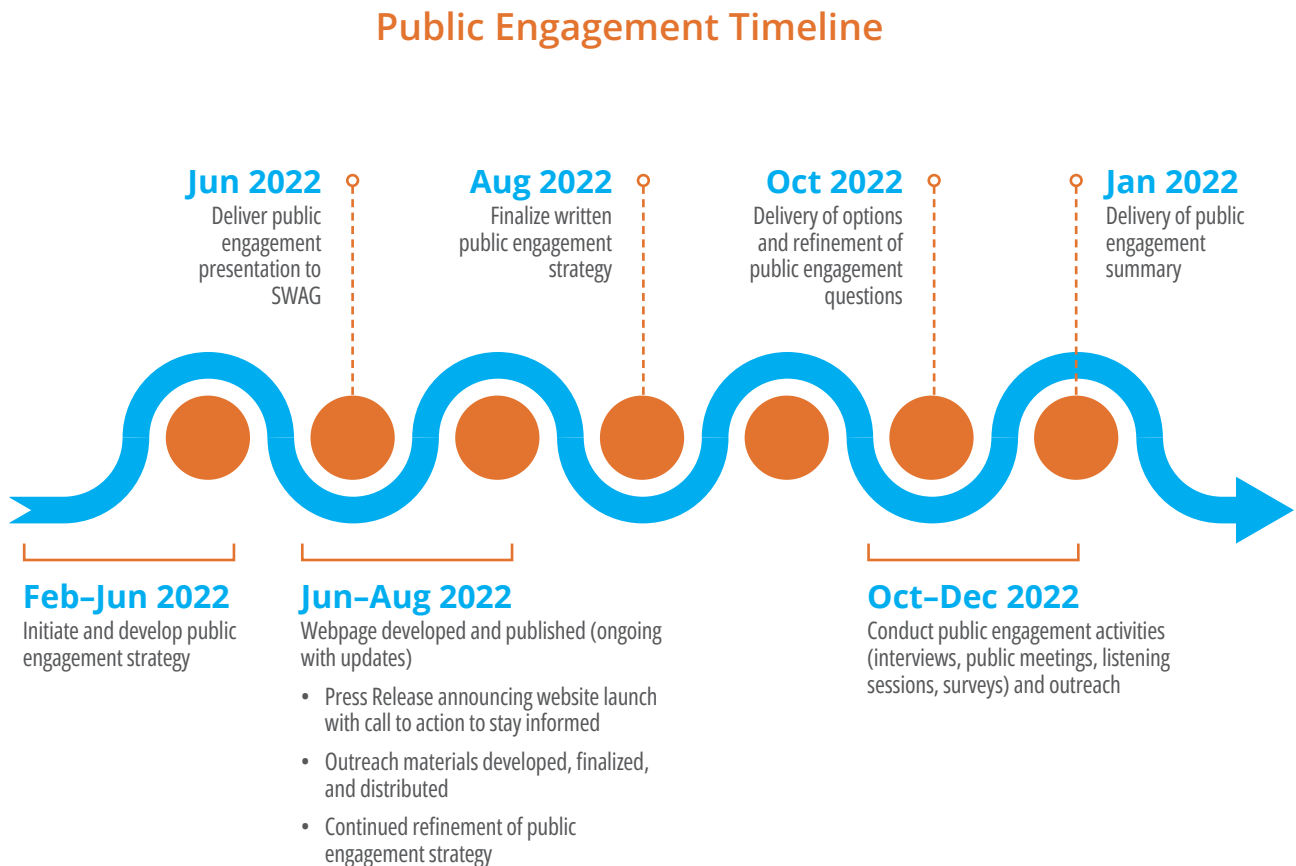 Public Engagement Timeline
Jun 2022
Deliver public
engagement
presentation to
SWAG
Aug 2022
Finalize written
public engagement
strategy
Oct 2022
Delivery of options
and refinement of
public engagement
questions
Jan 2022
Delivery of public
engagement
summary
Feb–Jun 2022
Initiate and develop public
engagement strategy
Jun–Aug 2022
Webpage developed and published (ongoing
with updates)
• Press Release announcing website launch
with call to action to stay informed
• Outreach materials developed, finalized,
and distributed
• Continued refinement of public
engagement strategy
Oct–Dec 2022
Conduct public engagement activities
(interviews, public meetings, listening
sessions, surveys) and outreach